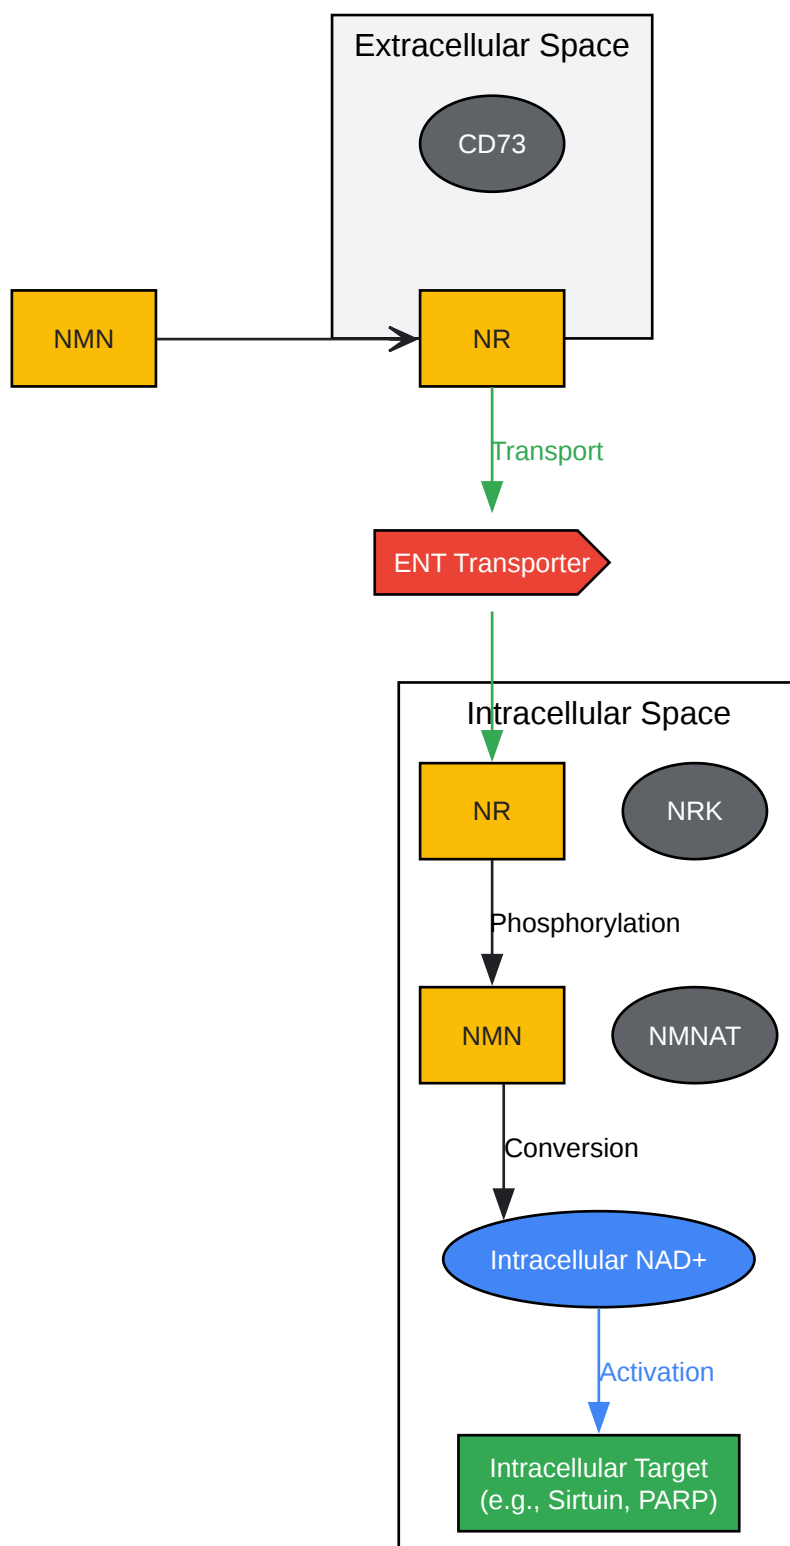 Extracellular Space
CD73
NMN
NR
Transport
ENT Transporter
Intracellular Space
NR
NRK
Phosphorylation
NMN
NMNAT
Conversion
Intracellular NAD+
Activation
Intracellular Target
(e.g., Sirtuin, PARP)